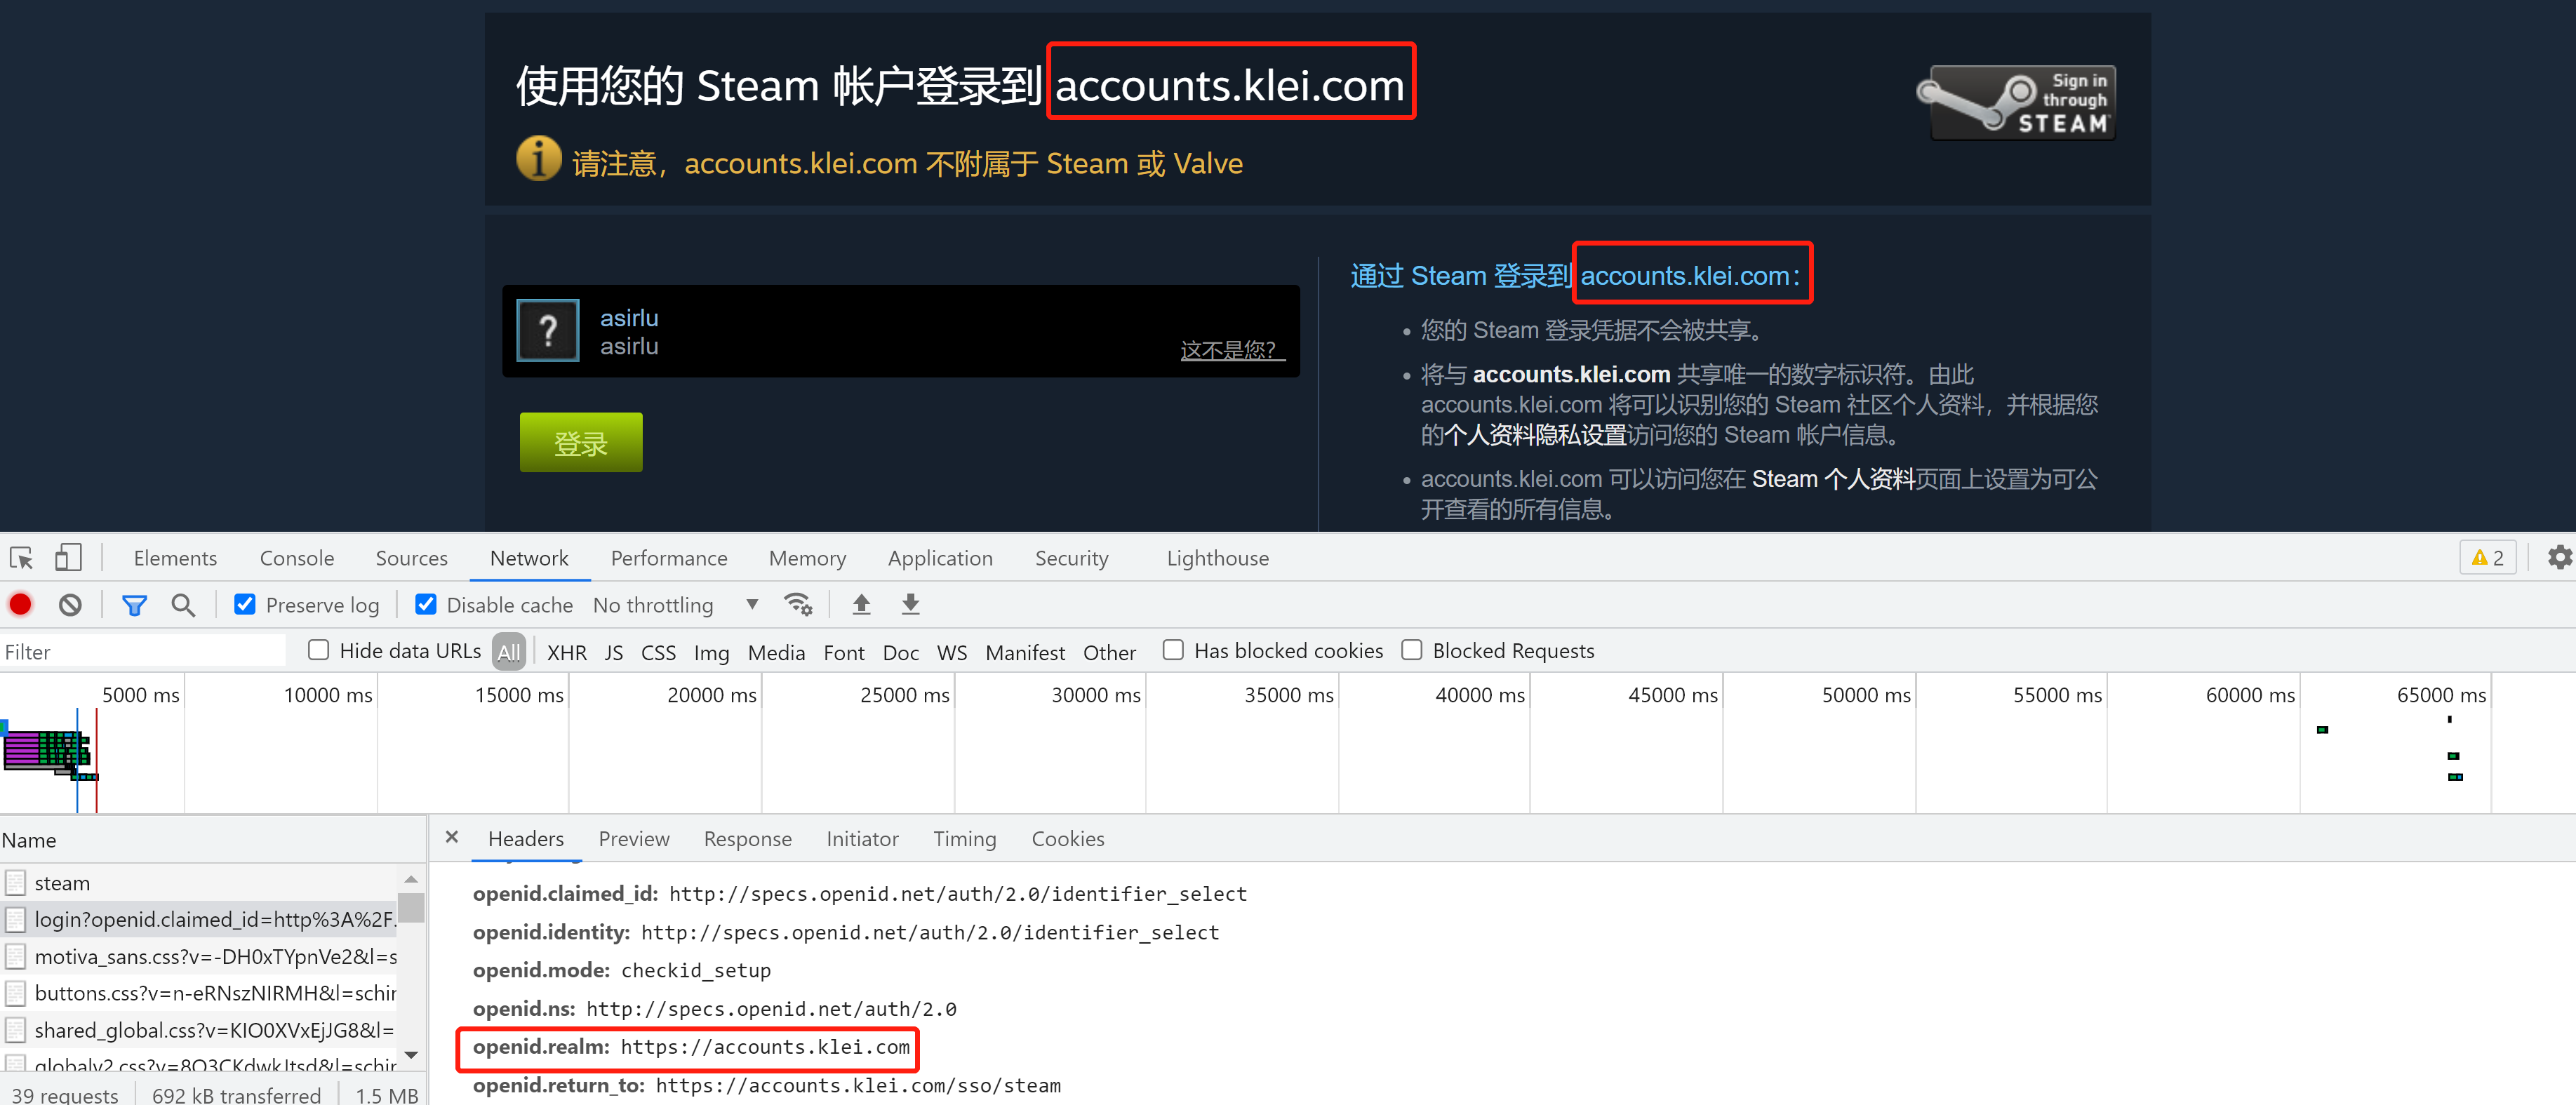 使用您的 Steam 帐户登录到 accounts.klei.com
Sign in
through
STEAM
请注意，accounts.klei.com 不附属于 Steam 或 Valve
asirlu
asirlu
这不是您？
登录
通过 Steam 登录到 accounts.klei.com：
• 您的 Steam 登录凭据不会被共享。
• 将与 accounts.klei.com 共享唯一的数字标识符。由此
accounts.klei.com 将可以识别您的 Steam 社区个人资料，并根据您
的个人资料隐私设置访问您的 Steam 帐户信息。
• accounts.klei.com 可以访问您在 Steam 个人资料页面上设置为可公
开查看的所有信息。
Elements Console Sources Network Performance Memory Application Security Lighthouse 2
Preserve log Disable cache No throttling
Filter Hide data URLs All XHR JS CSS Img Media Font Doc WS Manifest Other Has blocked cookies Blocked Requests
5000 ms 10000 ms 15000 ms 20000 ms 25000 ms 30000 ms 35000 ms 40000 ms 45000 ms 50000 ms 55000 ms 60000 ms 65000 ms
Name
steam
login?openid.claimed_id=http%3A%2F.
motiva_sans.css?v=-DH0xTYpnVe2&l=s
buttons.css?v=n-eRNszNIRMH&l=schir
shared_global.css?v=KIO0XVxEjJG8&l=
globalv2.css?v=8O3CKdwkJtsd&l=schir
39 requests 692 kB transferred 1.5 MB
× Headers Preview Response Initiator Timing Cookies
openid.claimed_id: http://specs.openid.net/auth/2.0/identifier_select
openid.identity: http://specs.openid.net/auth/2.0/identifier_select
openid.mode: checkid_setup
openid.ns: http://specs.openid.net/auth/2.0
openid.realm: https://accounts.klei.com
openid.return_to: https://accounts.klei.com/sso/steam